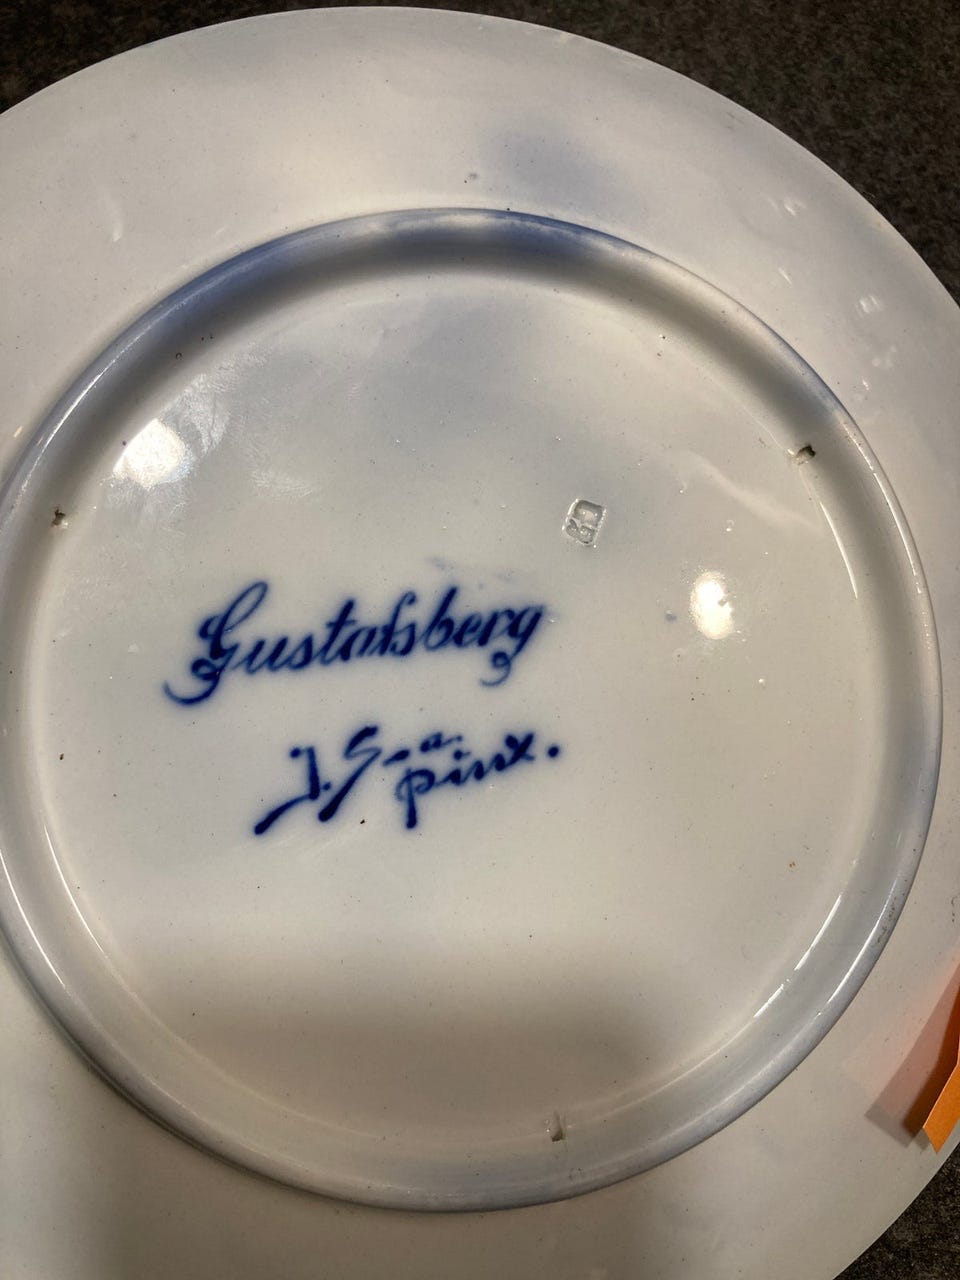 Gustafsberg
J. S-a.
pinx.